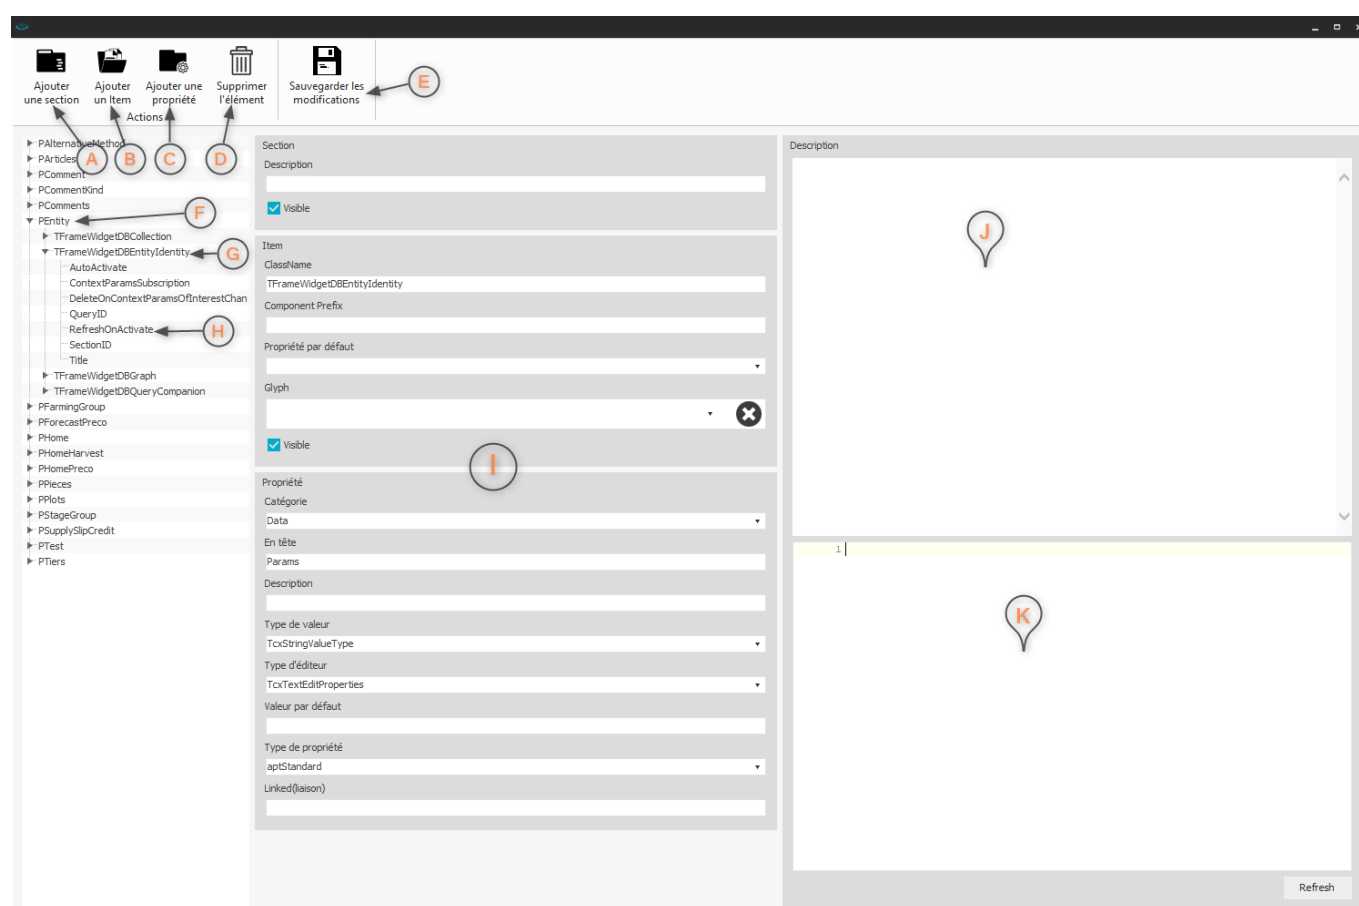 Ajouter
une section
Ajouter
un Item
Ajouter une
propriété
Supprimer
l'élément
Sauvegarder les
modifications
Actions
E
A
B
C
D
PAlternativeMethod
PArticles
PComment
PCommentKind
PComments
PEntity
F
TFrameWidgetDBCollection
TFrameWidgetDBEntityIdentity
G
AutoActivate
ContextParamsSubscription
DeleteOnContextParamsOfInterestChan
QueryID
RefreshOnActivate
H
SectionID
Title
TFrameWidgetDBGraph
TFrameWidgetDBQueryCompanion
PFarmingGroup
PForecastPreco
PHome
PHomeHarvest
PHomePreco
PPieces
PPlots
PStageGroup
PSupplySlipCredit
PTest
PTiers
Section
Description
Visible
Item
ClassName
TFrameWidgetDBEntityIdentity
Component Prefix
Propriété par défaut
Glyph
Visible
I
Propriété
Catégorie
Data
En tête
Params
Description
Type de valeur
TcxStringValueType
Type d'éditeur
TcxTextEditProperties
Valeur par défaut
Type de propriété
aptStandard
Linked(liaison)
Description
J
1
K
Refresh